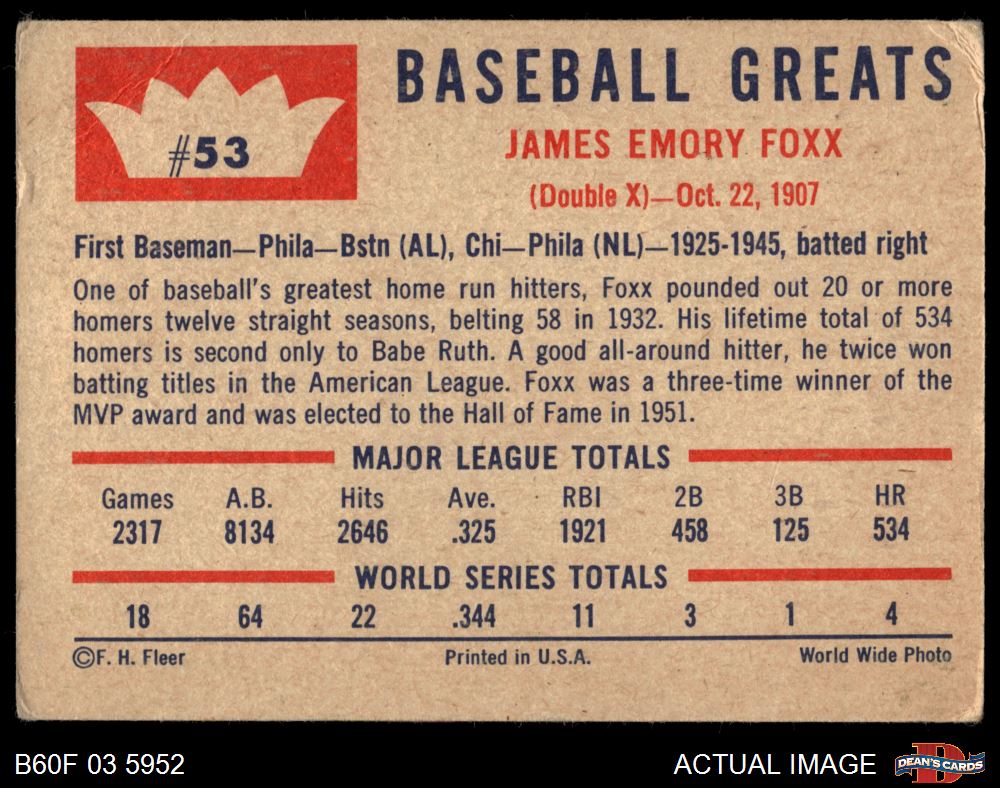 #53
BASEBALL GREATS
JAMES EMORY FOXX
(Double X)—Oct. 22, 1907
First Baseman—Phila—Bstn (AL), Chi—Phila (NL)—1925-1945, batted right
One of baseball's greatest home run hitters, Foxx pounded out 20 or more
homers twelve straight seasons, belting 58 in 1932. His lifetime total of 534
homers is second only to Babe Ruth. A good all-around hitter, he twice won
batting titles in the American League. Foxx was a three-time winner of the
MVP award and was elected to the Hall of Fame in 1951.
MAJOR LEAGUE TOTALS
Games A.B. Hits Ave. RBI 2B 3B HR
2317 8134 2646 .325 1921 458 125 534
WORLD SERIES TOTALS
18 64 22 .344 11 3 1 4
©F. H. Fleer Printed in U.S.A. World Wide Photo
B60F 03 5952 ACTUAL IMAGE D DEAN'S CARDS